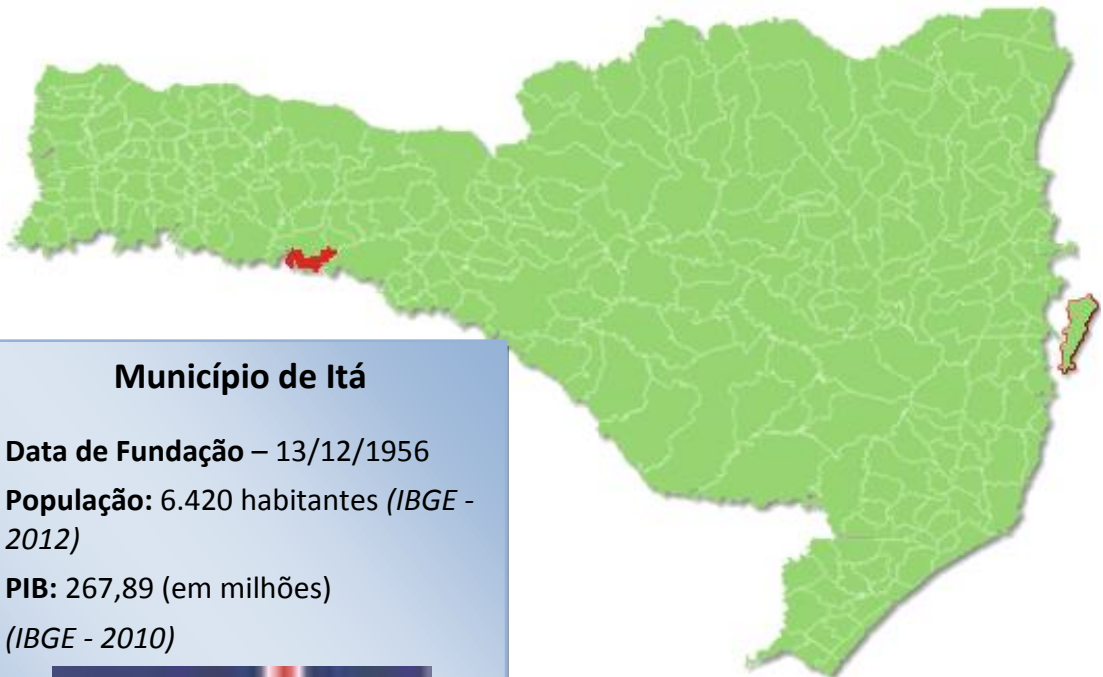 Município de Itá
Data de Fundação – 13/12/1956
População: 6.420 habitantes (IBGE -
2012)
PIB: 267,89 (em milhões)
(IBGE - 2010)